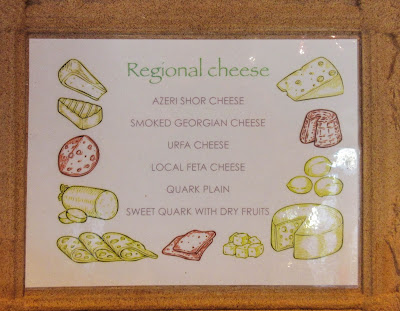 Regional cheese
AZERI SHOR CHEESE
SMOKED GEORGIAN CHEESE
URFA CHEESE
LOCAL FETA CHEESE
QUARK PLAIN
SWEET QUARK WITH DRY FRUITS